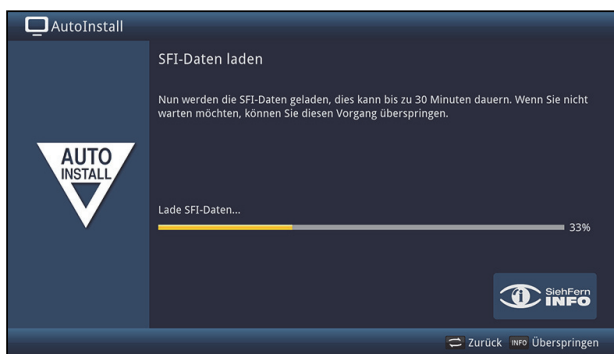 AutoInstall
SFI-Daten laden
Nun werden die SFI-Daten geladen, dies kann bis zu 30 Minuten dauern. Wenn Sie nicht
warten möchten, können Sie diesen Vorgang überspringen.
AUTO
INSTALL
Lade SFI-Daten...
33%
SiehFern
INFO
Zurück INFO Überspringen